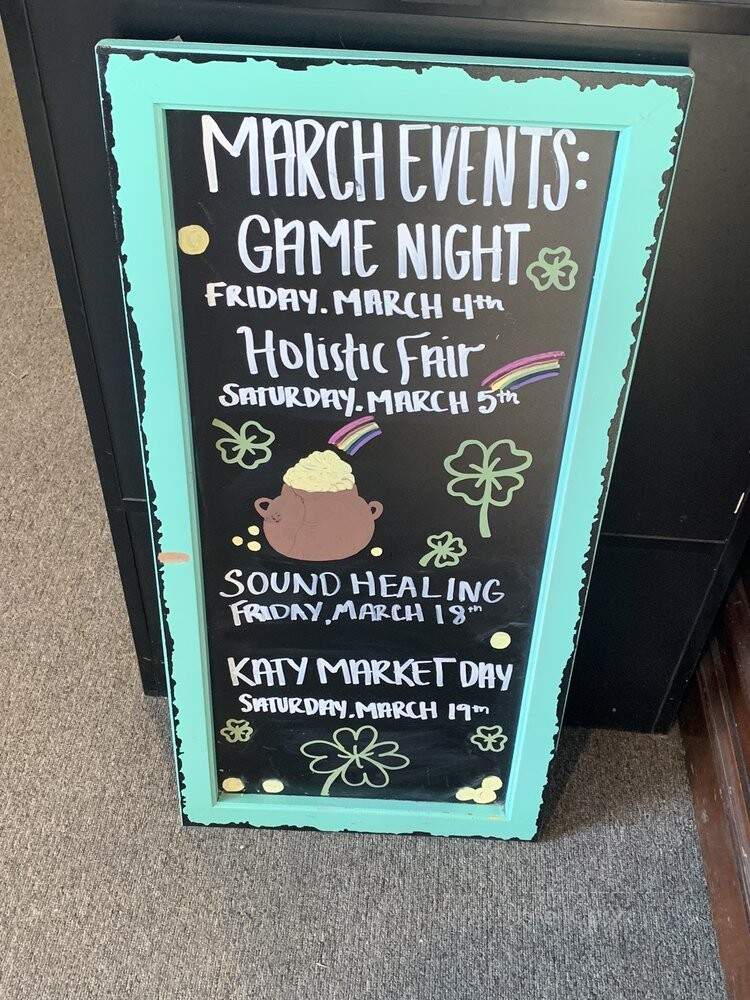 MARCH EVENTS:
GAME NIGHT
FRIDAY. MARCH 4th
Holistic Fair
SATURDAY. MARCH 5th
SOUND HEALING
FRIDAY, MARCH 18th
KATY MARKET DAY
SATURDAY. MARCH 19th